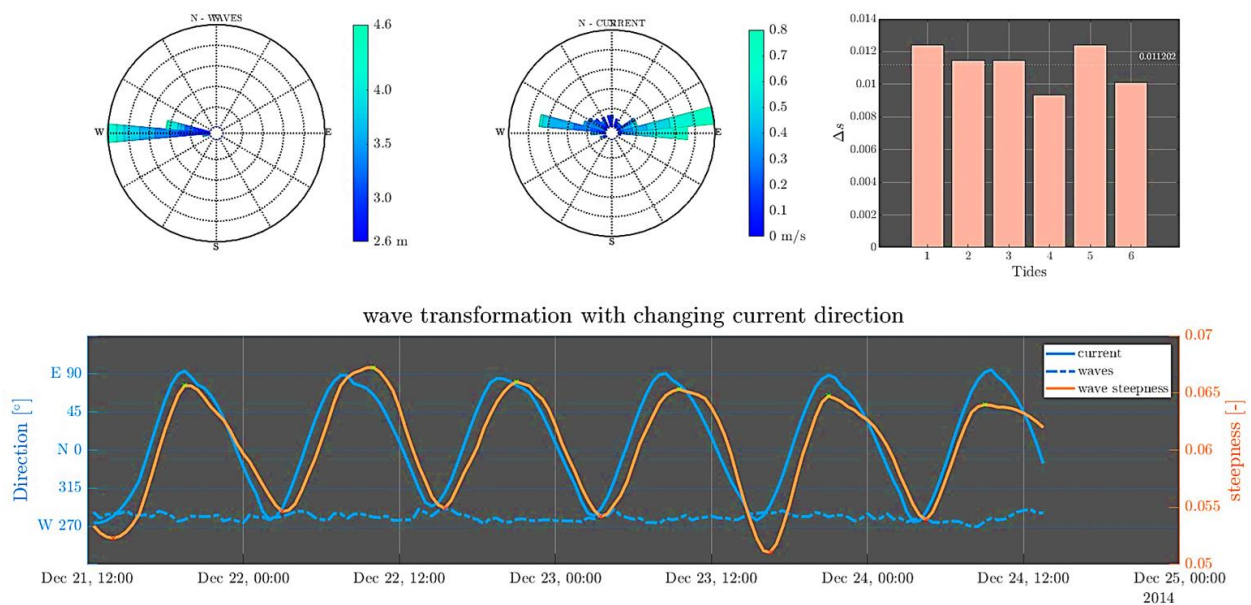 N - WAVES
W
E
S
4.6
4.0
3.5
3.0
2.6 m
N - CURRENT
W
E
S
0.8
0.7
0.6
0.5
0.4
0.3
0.2
0.1
0 m/s
0.014
0.012
0.01
0.008
0.006
0.004
0.002
0
Δs
0.011202
1 2 3 4 5 6
Tides
wave transformation with changing current direction
Direction [°]
E 90
45
N 0
315
W 270
current
waves
wave steepness
0.07
0.065
0.06
0.055
0.05
steepness [-]
Dec 21, 12:00 Dec 22, 00:00 Dec 22, 12:00 Dec 23, 00:00 Dec 23, 12:00 Dec 24, 00:00 Dec 24, 12:00 Dec 25, 00:00
2014